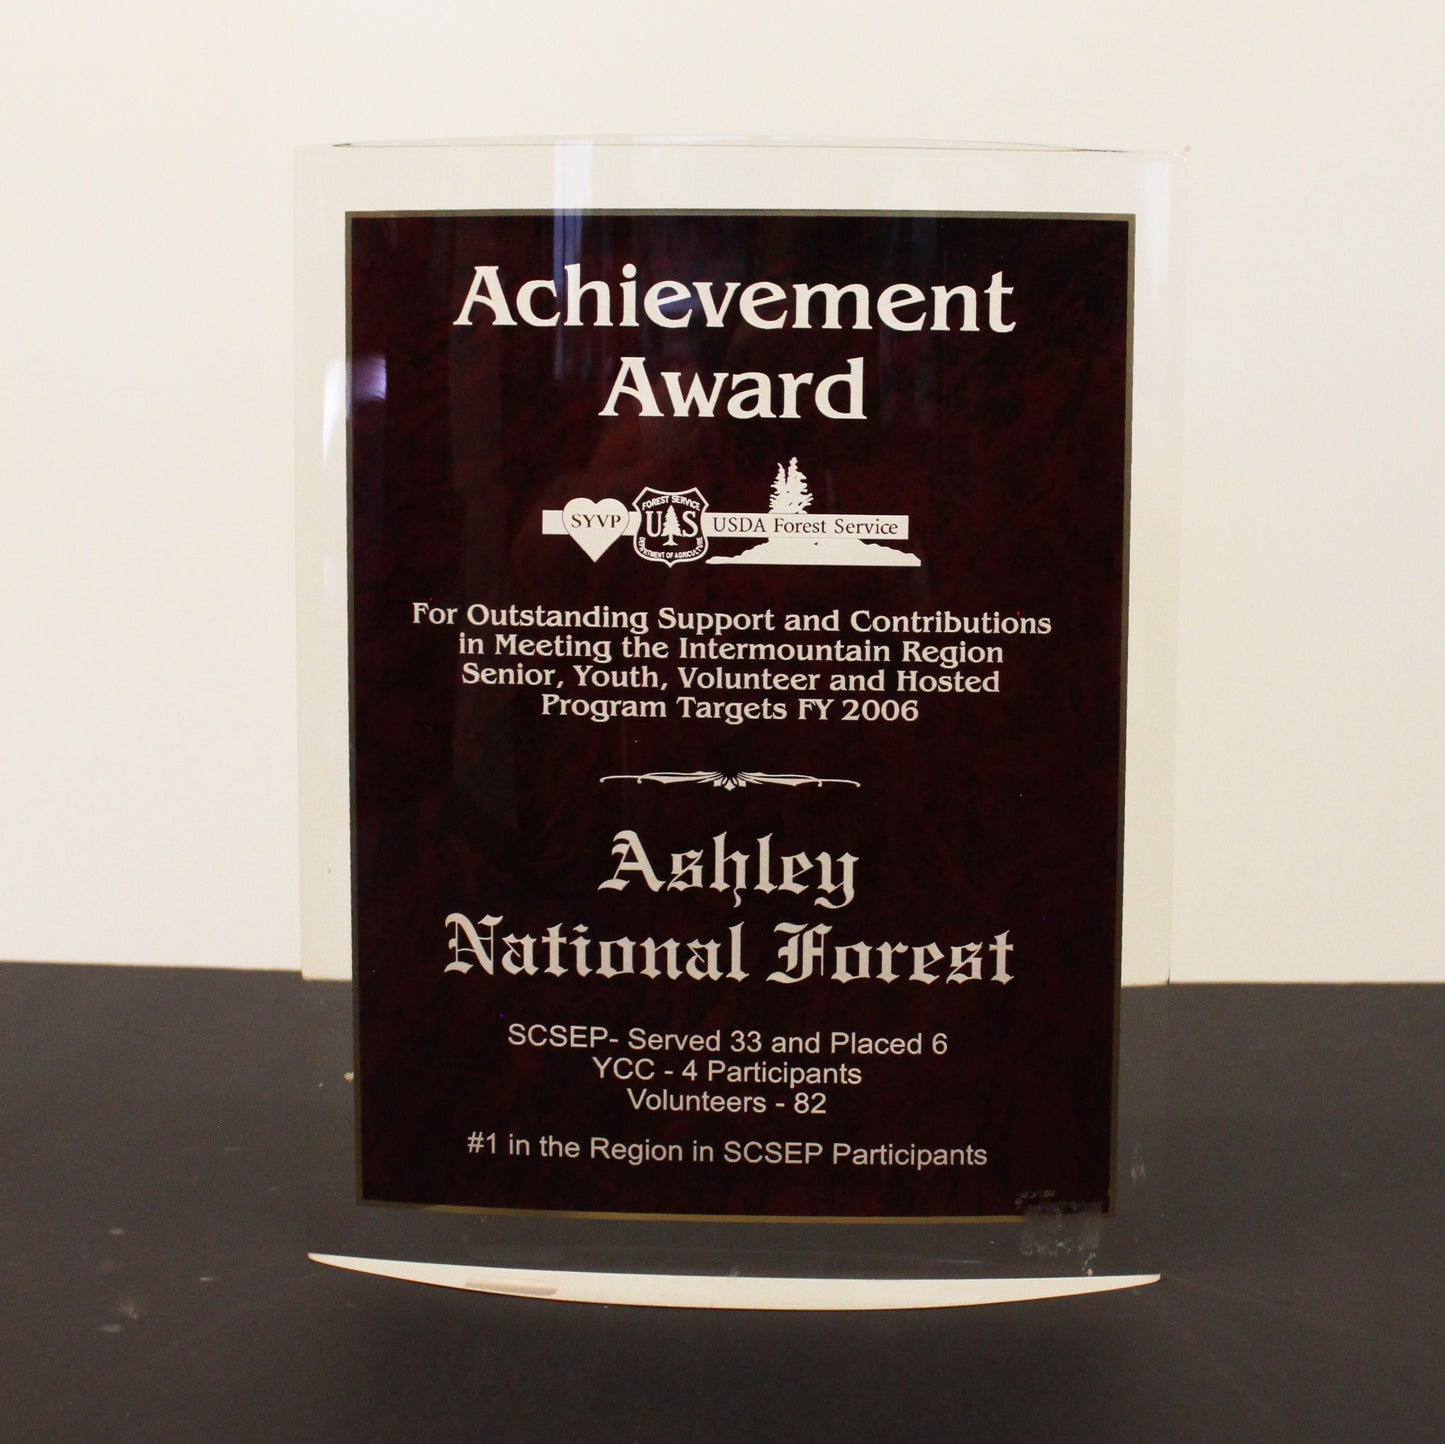 Achievement
Award
SYVP
FOREST SERVICE
U S
DEPARTMENT OF AGRICULTURE
USDA Forest Service
For Outstanding Support and Contributions
in Meeting the Intermountain Region
Senior, Youth, Volunteer and Hosted
Program Targets FY 2006
Ashley
National Forest
SCSEP- Served 33 and Placed 6
YCC - 4 Participants
Volunteers - 82
#1 in the Region in SCSEP Participants